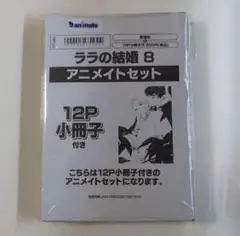 animate
ララの結婚 8
アニメイトセット
12P
小冊子
付き
こちらは12P小冊子付きの
アニメイトセットになります。